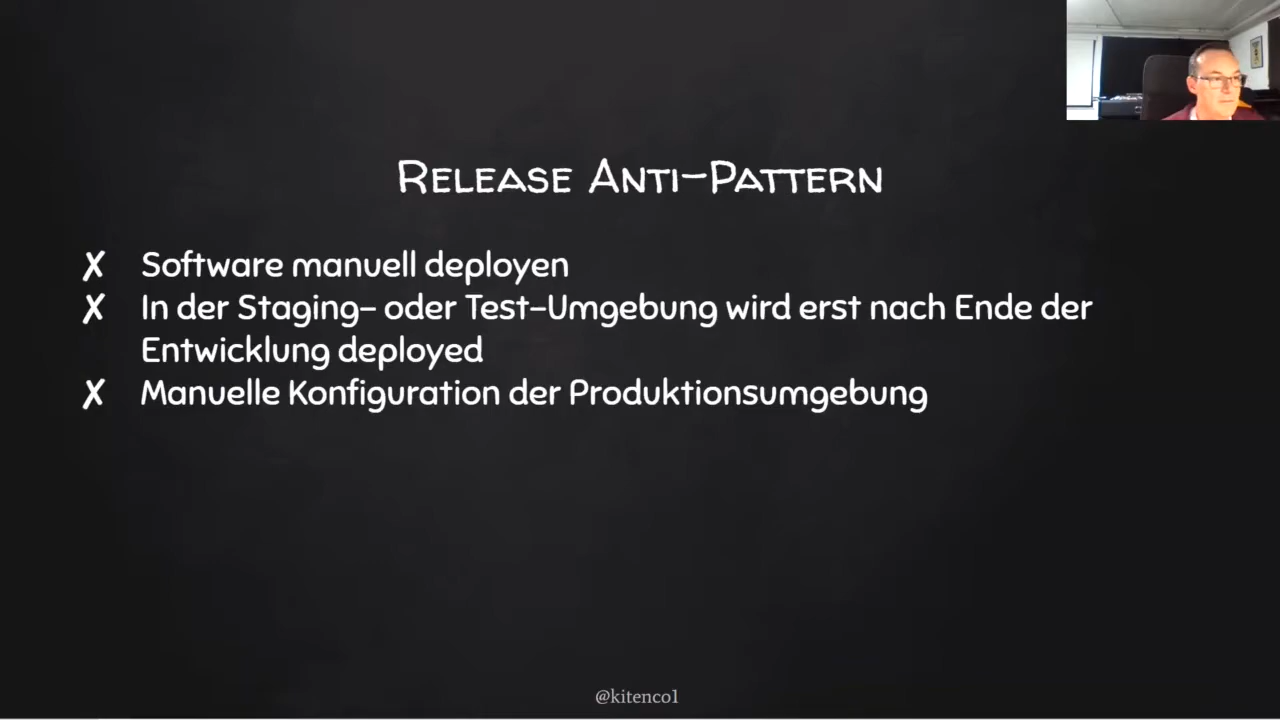 Release Anti-Pattern
✗ Software manuell deployen
✗ In der Staging- oder Test-Umgebung wird erst nach Ende der
Entwicklung deployed
✗ Manuelle Konfiguration der Produktionsumgebung
@kitenco1